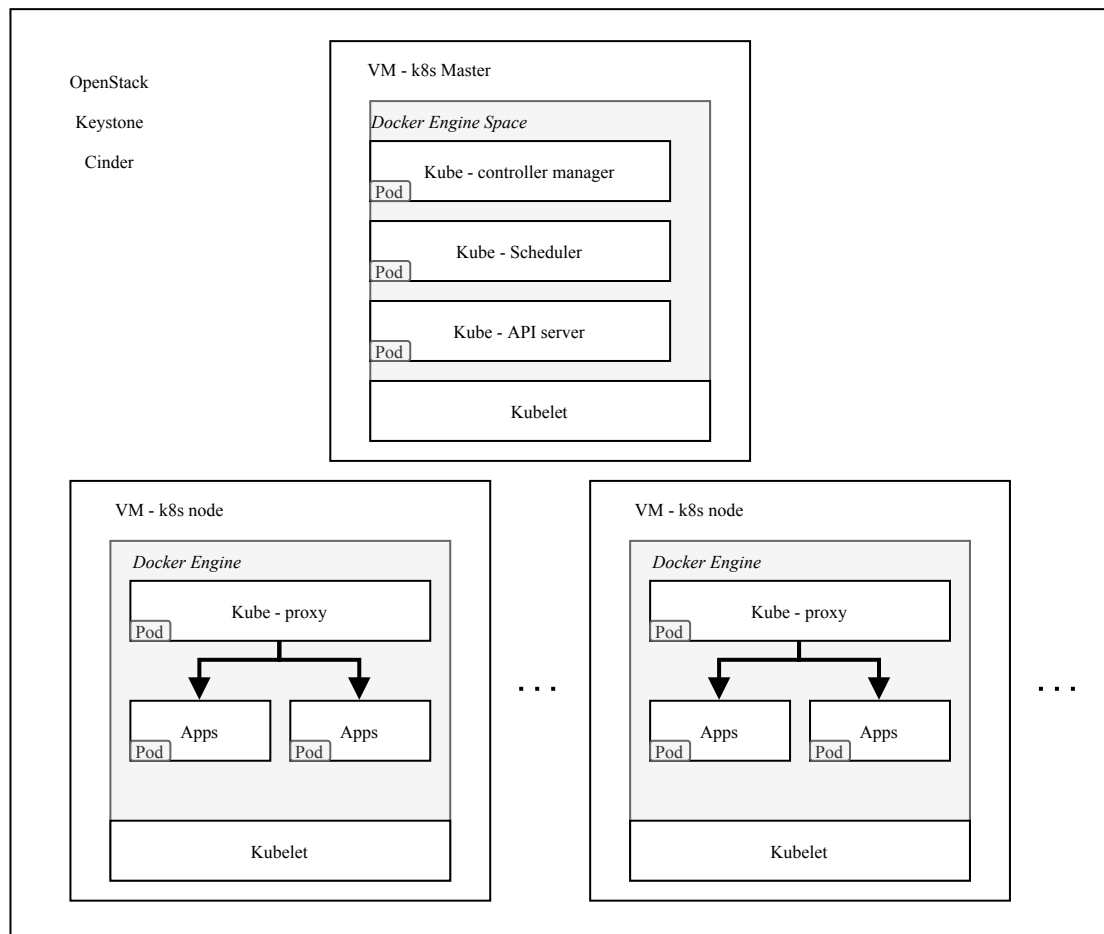 OpenStack
Keystone
Cinder
VM - k8s Master
Docker Engine Space
Kube - controller manager
Pod
Kube - Scheduler
Pod
Kube - API server
Pod
Kubelet
VM - k8s node
Docker Engine
Kube - proxy
Pod
Apps
Pod
Apps
Pod
Kubelet
...
VM - k8s node
Docker Engine
Kube - proxy
Pod
Apps
Pod
Apps
Pod
Kubelet
...